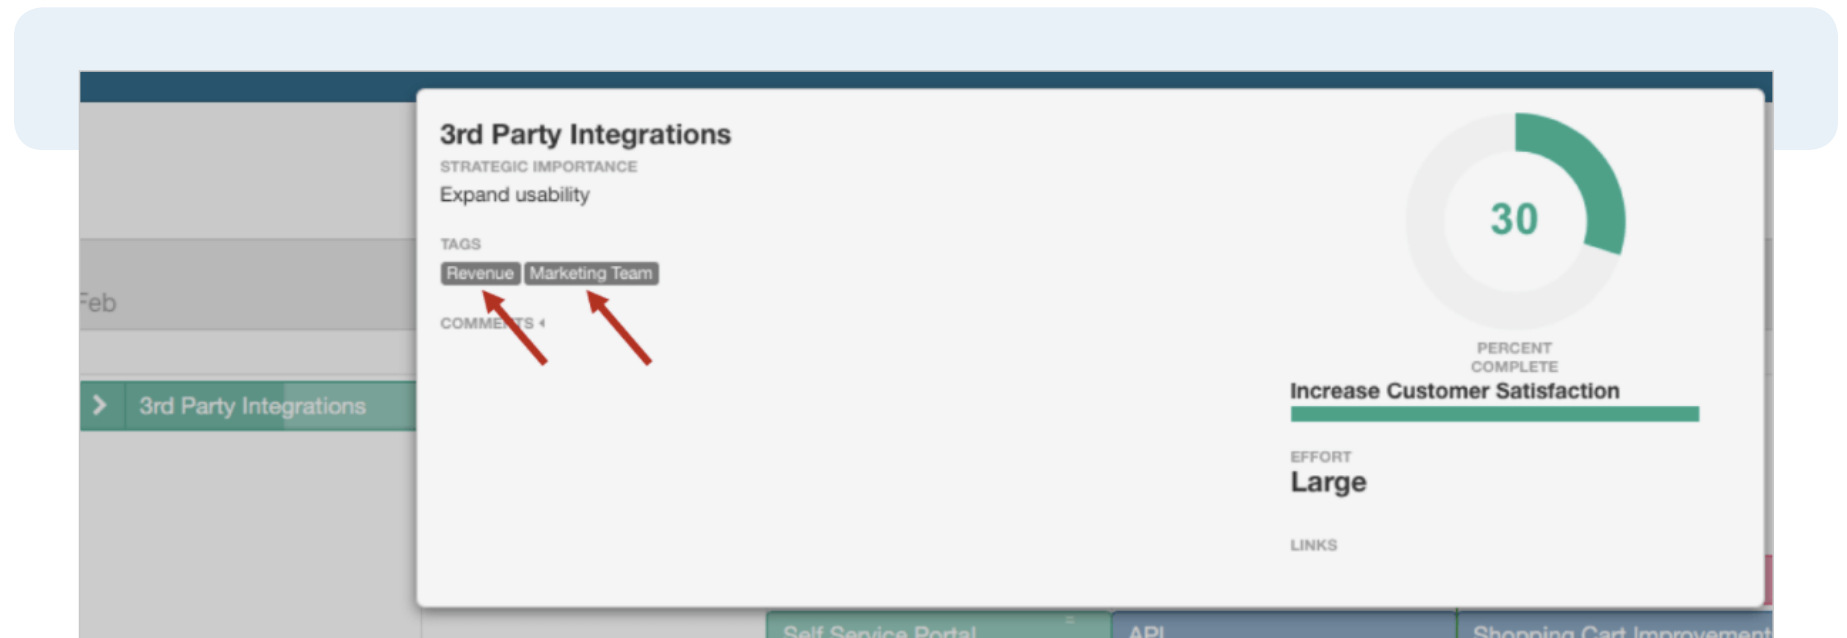 3rd Party Integrations
STRATEGIC IMPORTANCE
Expand usability
TAGS
Revenue Marketing Team
COMMENTS
30
PERCENT
COMPLETE
Increase Customer Satisfaction
EFFORT
Large
LINKS
Feb
3rd Party Integrations
Self Service Portal
API
Shopping Cart Improvement